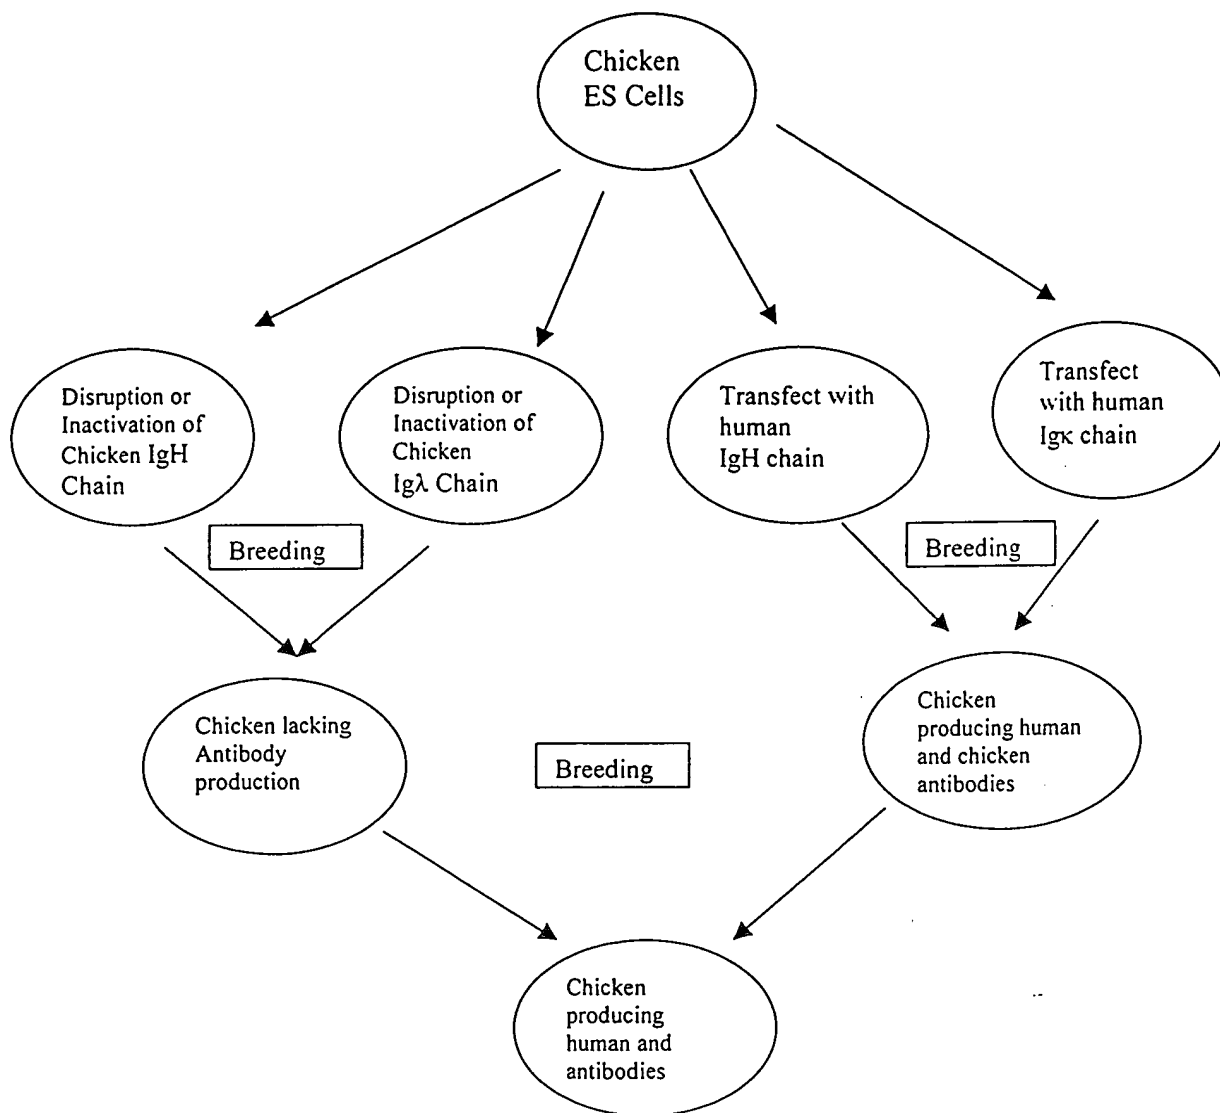 Chicken
ES Cells
Disruption or
Inactivation of
Chicken IgH
Chain
Disruption or
Inactivation of
Chicken
Igλ Chain
Transfect with
human
IgH chain
Transfect
with human
Igκ chain
Breeding
Breeding
Chicken lacking
Antibody
production
Breeding
Chicken
producing human
and chicken
antibodies
Chicken
producing
human and
antibodies